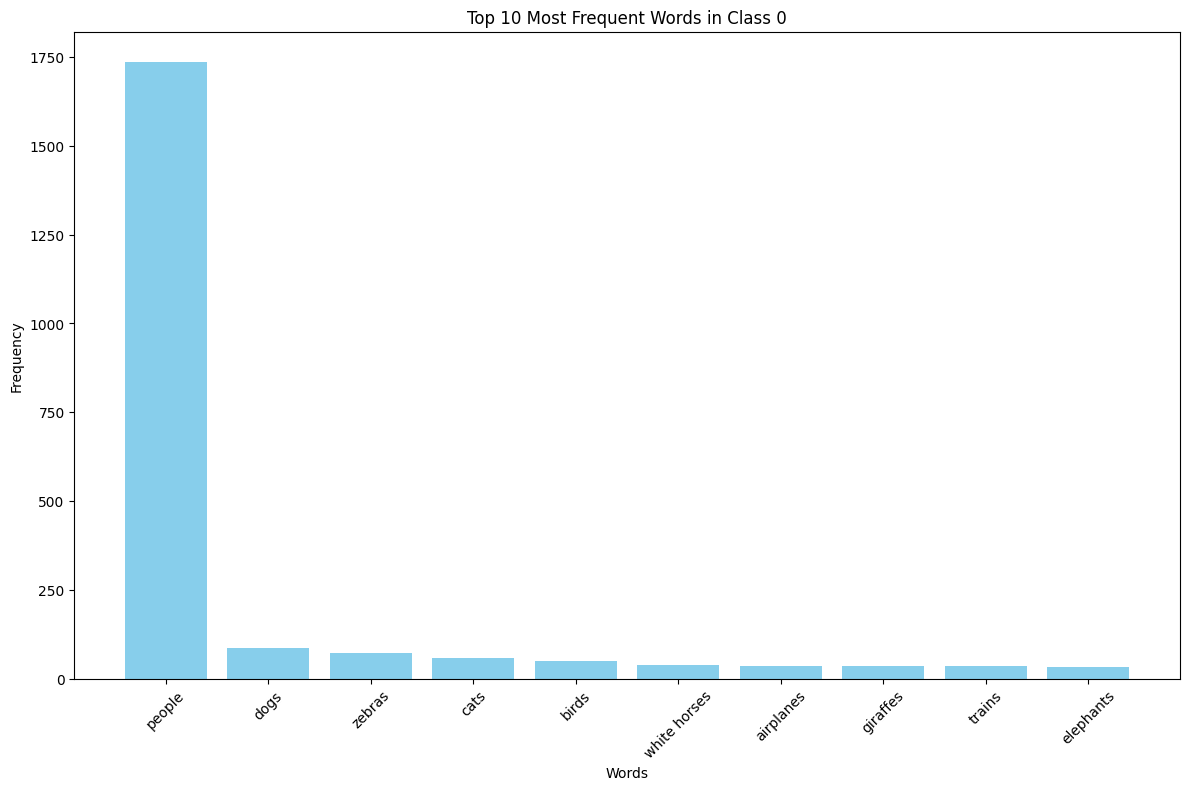 Top 10 Most Frequent Words in Class 0
1750
1500
1250
1000
750
500
250
0
Frequency
people
dogs
zebras
cats
birds
white horses
airplanes
giraffes
trains
elephants
Words